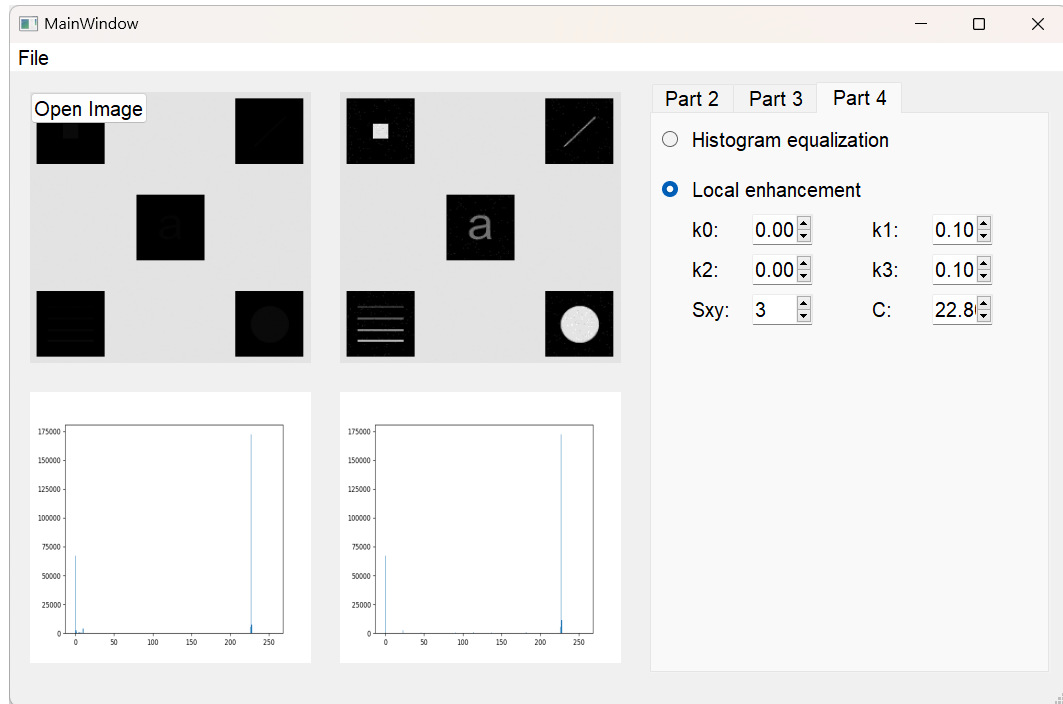 MainWindow
File
Open Image
a
a
Part 2 Part 3 Part 4
Histogram equalization
Local enhancement
k0: 0.00 k1: 0.10
k2: 0.00 k3: 0.10
Sxy: 3 C: 22.8
175000
150000
125000
100000
75000
50000
25000
0
0 50 100 150 200 250
175000
150000
125000
100000
75000
50000
25000
0
0 50 100 150 200 250